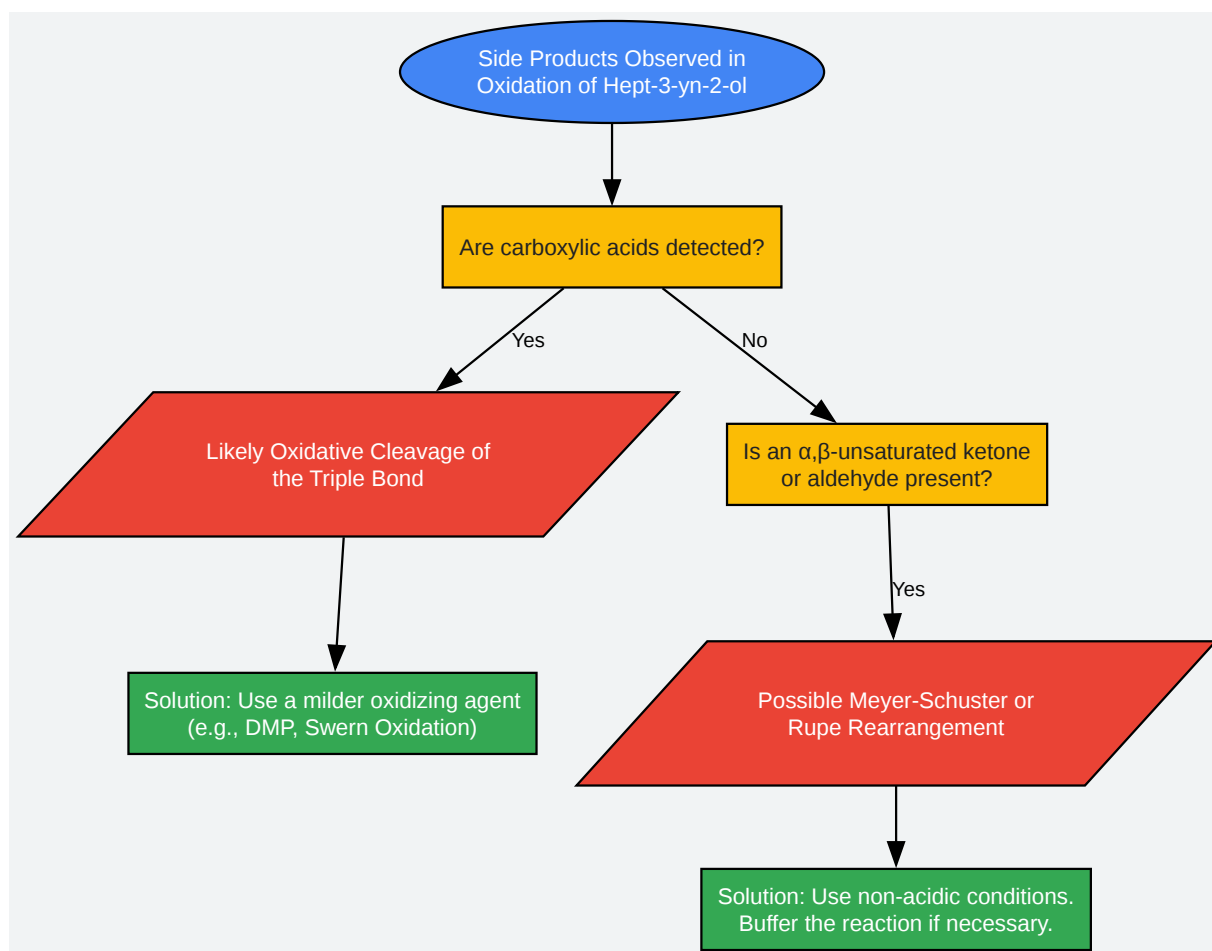 Side Products Observed in
Oxidation of Hept-3-yn-2-ol
Are carboxylic acids detected?
Yes
No
Likely Oxidative Cleavage of
the Triple Bond
Is an α,β-unsaturated ketone
or aldehyde present?
Yes
Solution: Use a milder oxidizing agent
(e.g., DMP, Swern Oxidation)
Possible Meyer-Schuster or
Rupe Rearrangement
Solution: Use non-acidic conditions.
Buffer the reaction if necessary.